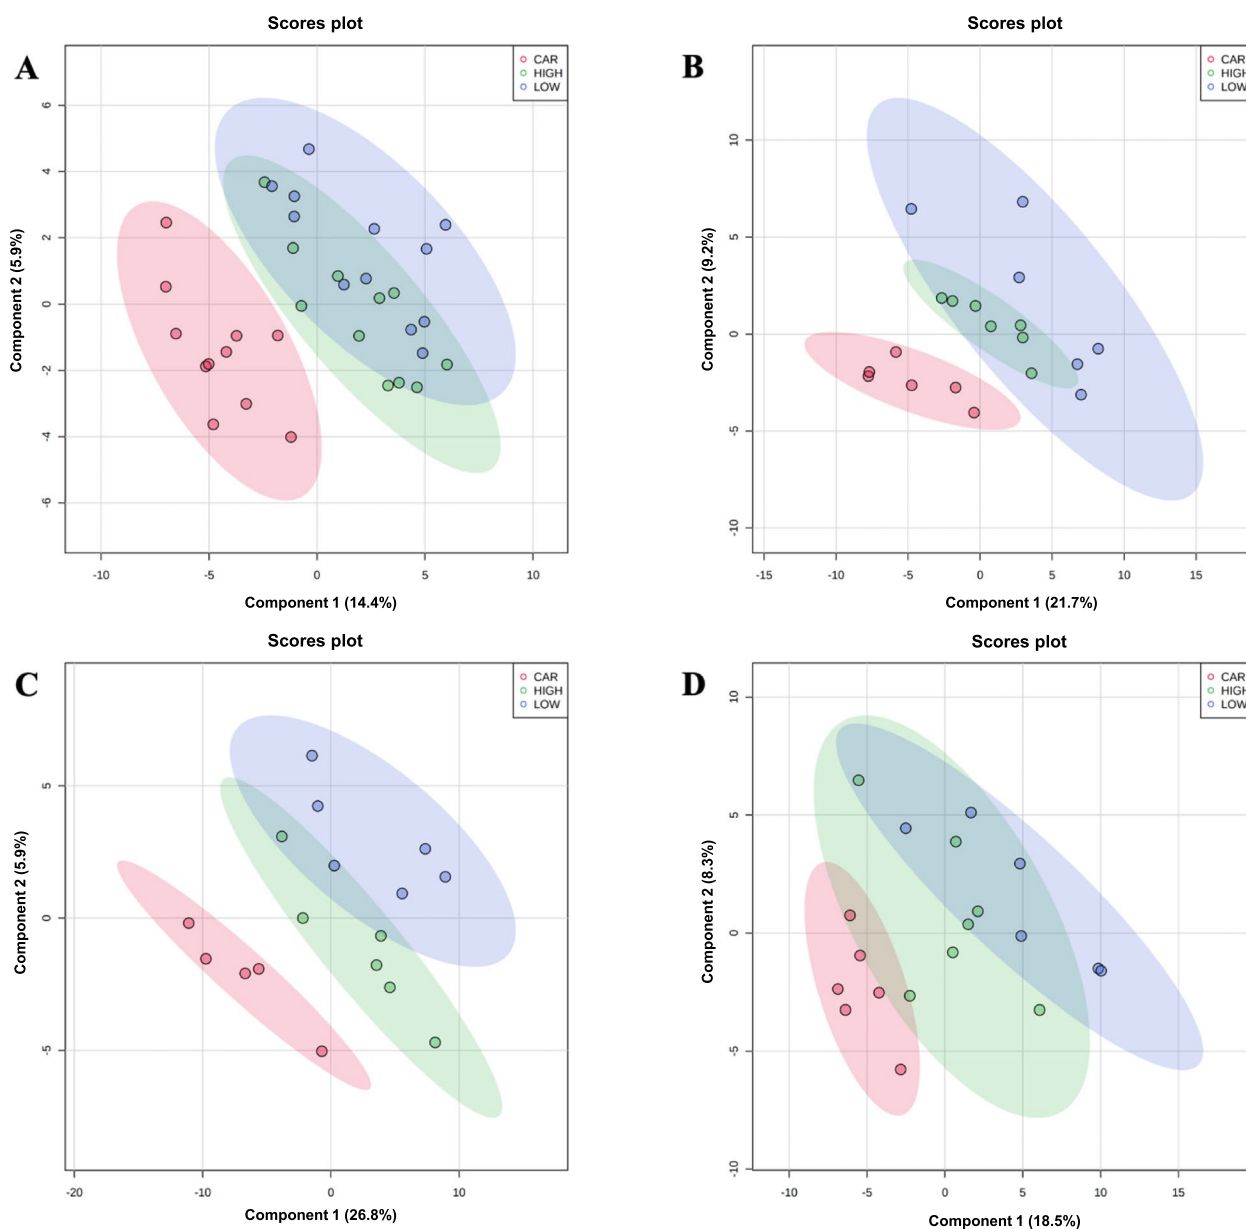 Scores plot
A
CAR
HIGH
LOW
6
4
2
0
-2
-4
-6
Component 2 (5.9%)
-10
-5
0
5
10
Component 1 (14.4%)
Scores plot
B
CAR
HIGH
LOW
10
5
0
-5
-10
Component 2 (9.2%)
-15
-10
-5
0
5
10
15
Component 1 (21.7%)
Scores plot
C
CAR
HIGH
LOW
5
0
-5
Component 2 (5.9%)
-20
-10
0
10
Component 1 (26.8%)
Scores plot
D
CAR
HIGH
LOW
10
5
0
-5
-10
Component 2 (8.3%)
-10
-5
0
5
10
15
Component 1 (18.5%)